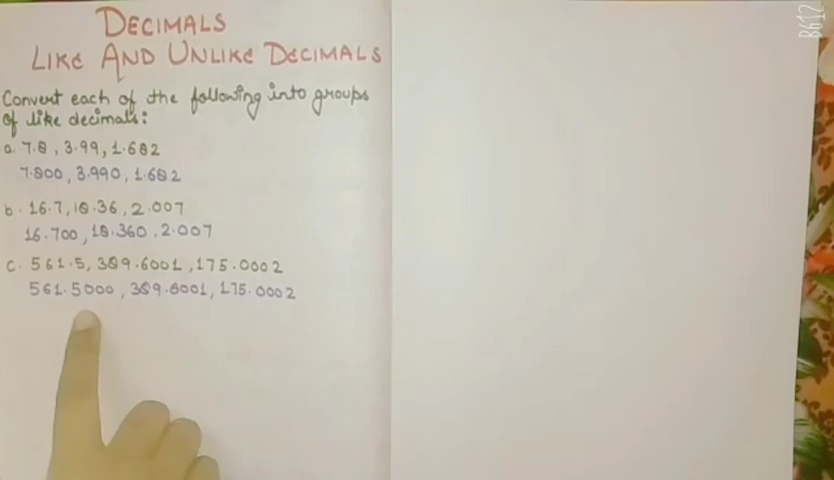 DECIMALS
LIKE AND UNLIKE DECIMALS
Convert each of the following into groups
of like decimals:
a. 7.8, 3.99, 1.682
7.800, 3.990, 1.682
b. 16.7, 18.36, 2.007
16.700, 18.360, 2.007
c. 561.5, 389.6001, 175.0002
561.5000, 389.6001, 175.0002
B612